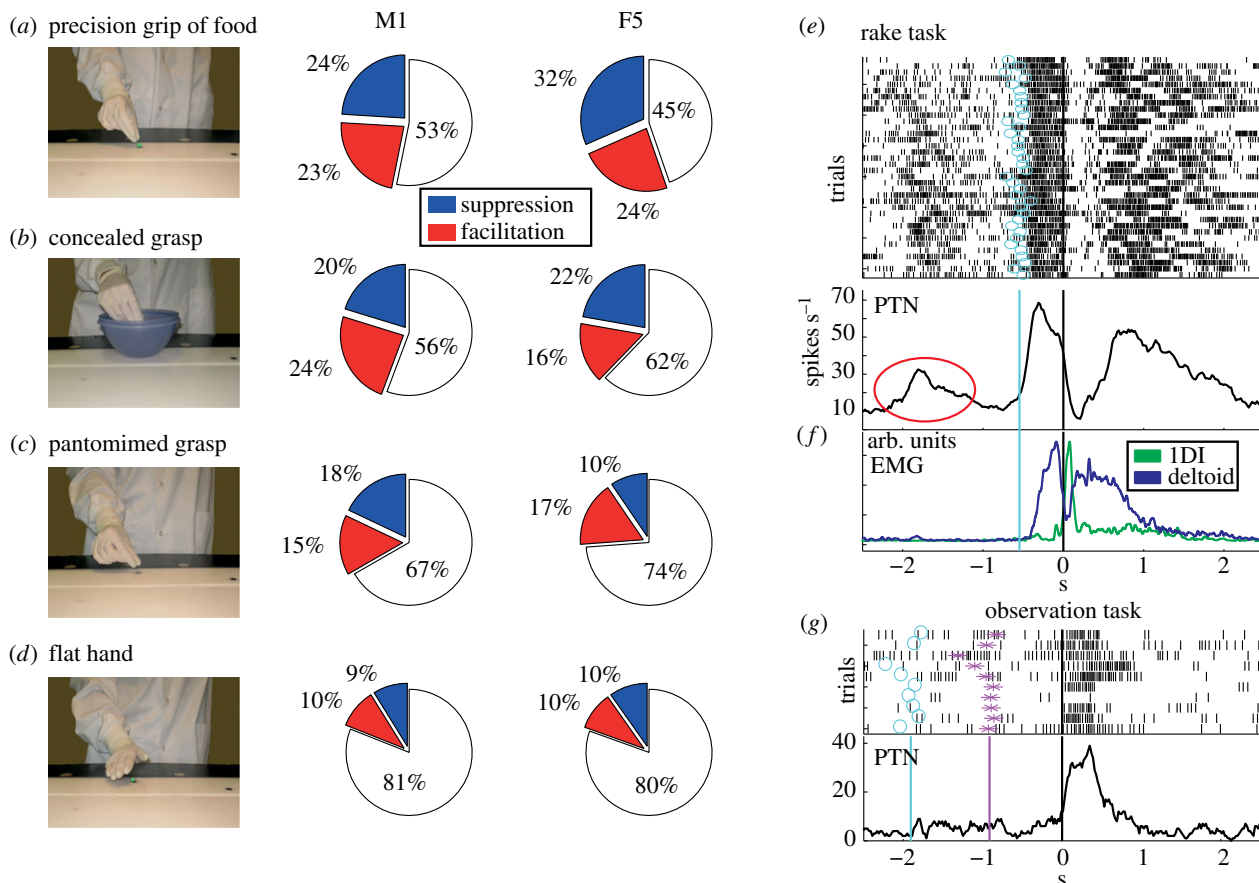 M1
F5
(a) precision grip of food
24%
53%
23%
32%
45%
24%
suppression
facilitation
(b) concealed grasp
20%
56%
24%
22%
62%
16%
(c) pantomimed grasp
18%
67%
15%
10%
17%
74%
(d) flat hand
9%
10%
81%
10%
10%
80%
(e) rake task
trials
70
50
30
10
spikes s⁻¹
PTN
(f)
arb. units
EMG
1DI
deltoid
−2 −1 0 1 2
s
observation task
(g)
trials
40
20
0
PTN
−2 −1 0 1 2
s